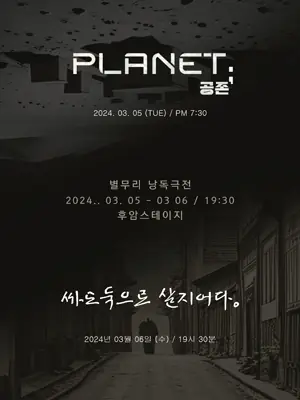 PLANET;
공존
2024. 03. 05 (TUE) / PM 7:30
별무리 낭독극전
2024.. 03. 05 - 03 06 / 19:30
후암스테이지
싸도둑으로 살지어다。
2024년 03월 06일 (수) / 19시 30분